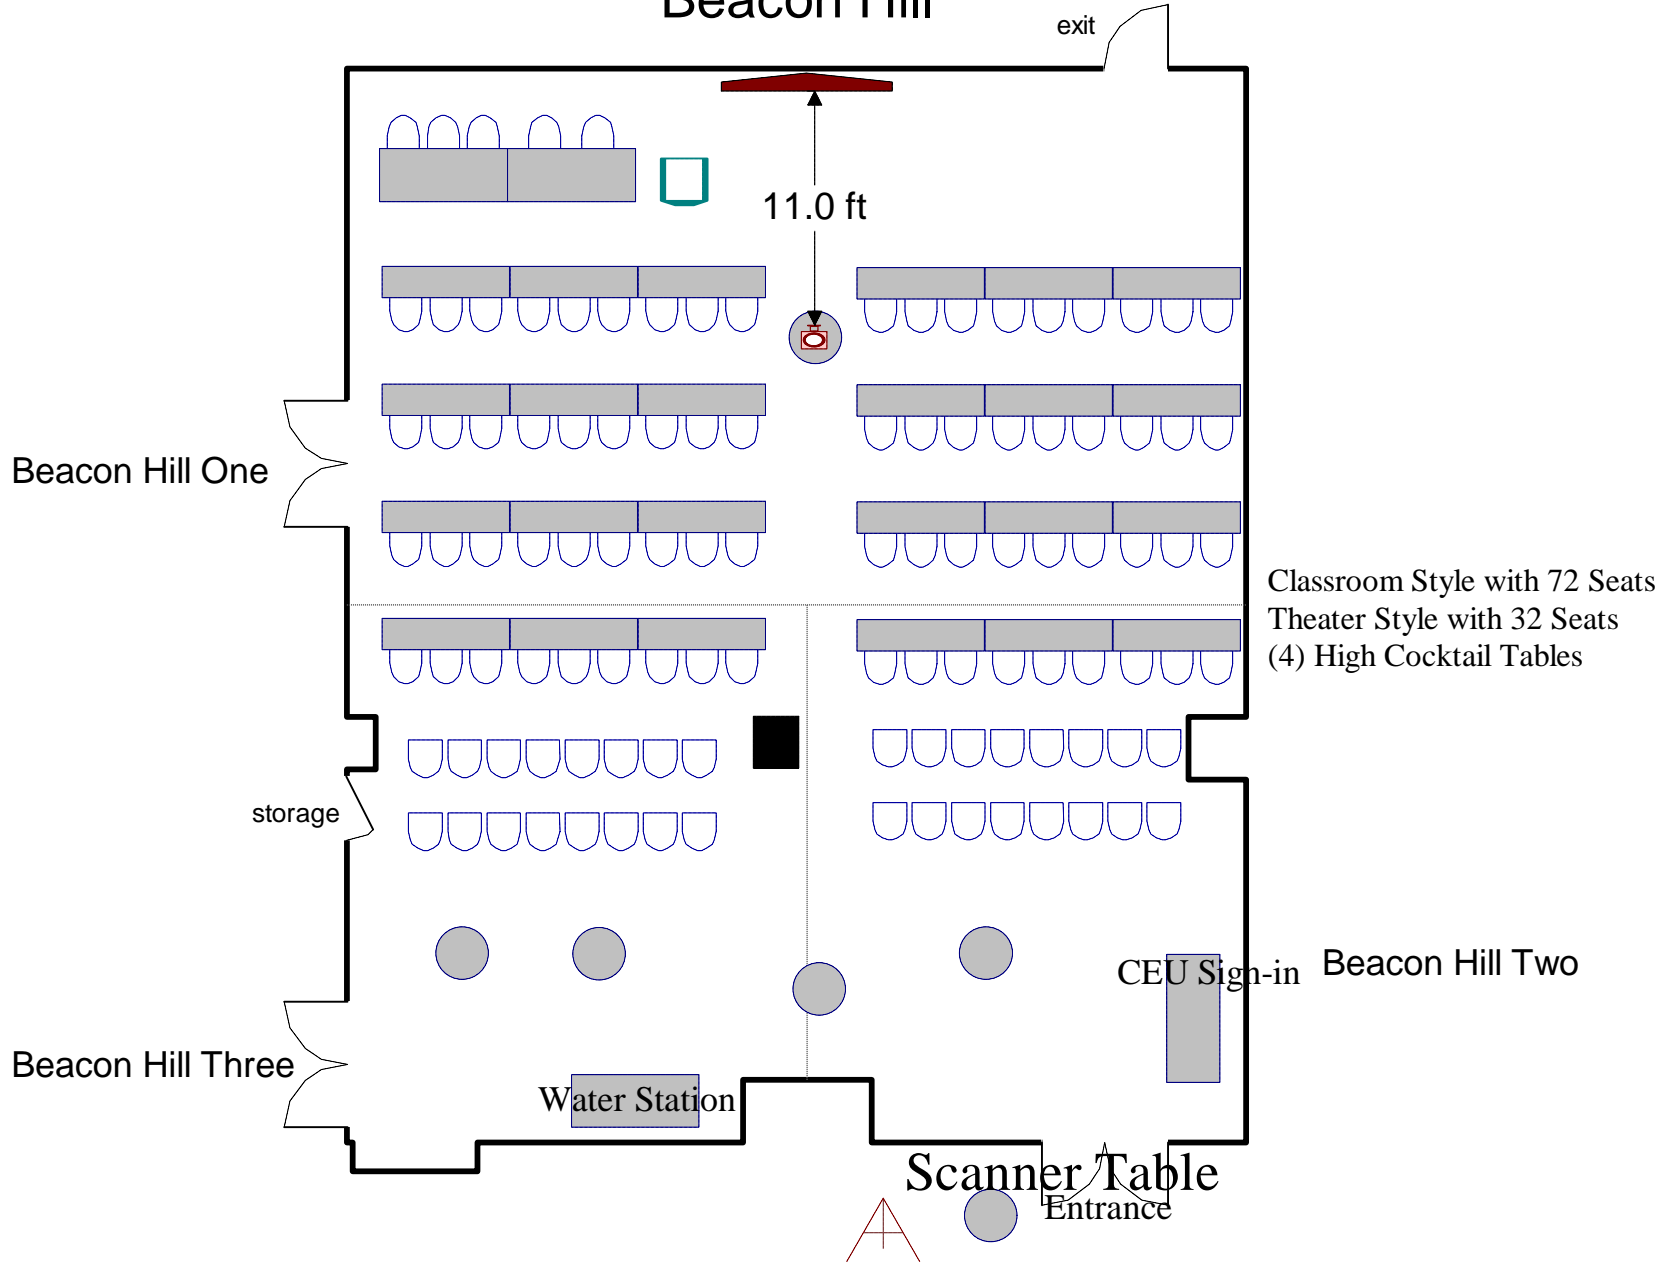 Beacon Hill
exit
11.0 ft
Beacon Hill One
Classroom Style with 72 Seats
Theater Style with 32 Seats
(4) High Cocktail Tables
storage
CEU Sign-in
Beacon Hill Two
Beacon Hill Three
Water Station
Scanner Table
Entrance